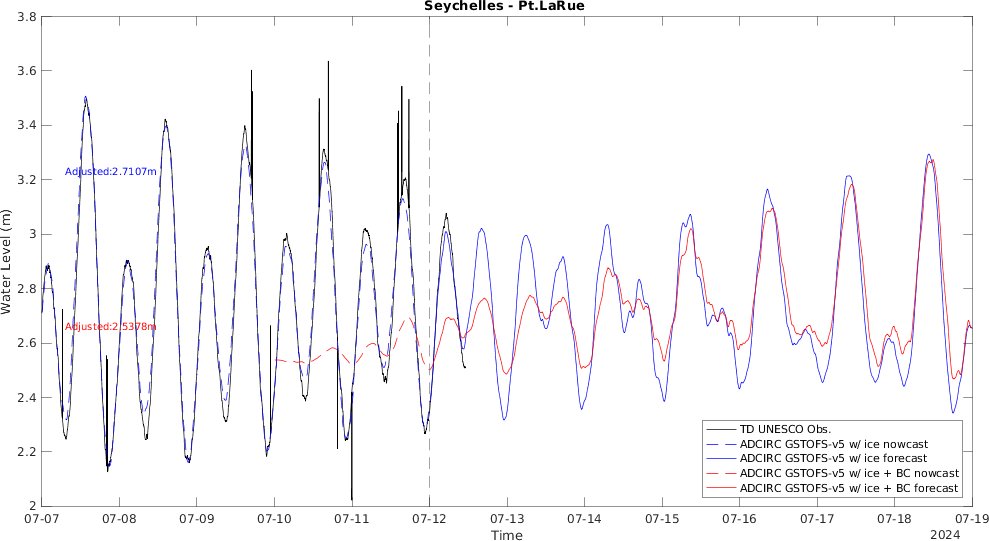 Seychelles - Pt.LaRue
Water Level (m)
3.8
3.6
3.4
3.2
3
2.8
2.6
2.4
2.2
2
Adjusted:2.7107m
Adjusted:2.5378m
TD UNESCO Obs.
ADCIRC GSTOFS-v5 w/ ice nowcast
ADCIRC GSTOFS-v5 w/ ice forecast
ADCIRC GSTOFS-v5 w/ ice + BC nowcast
ADCIRC GSTOFS-v5 w/ ice + BC forecast
07-07 07-08 07-09 07-10 07-11 07-12 07-13 07-14 07-15 07-16 07-17 07-18 07-19
Time
2024